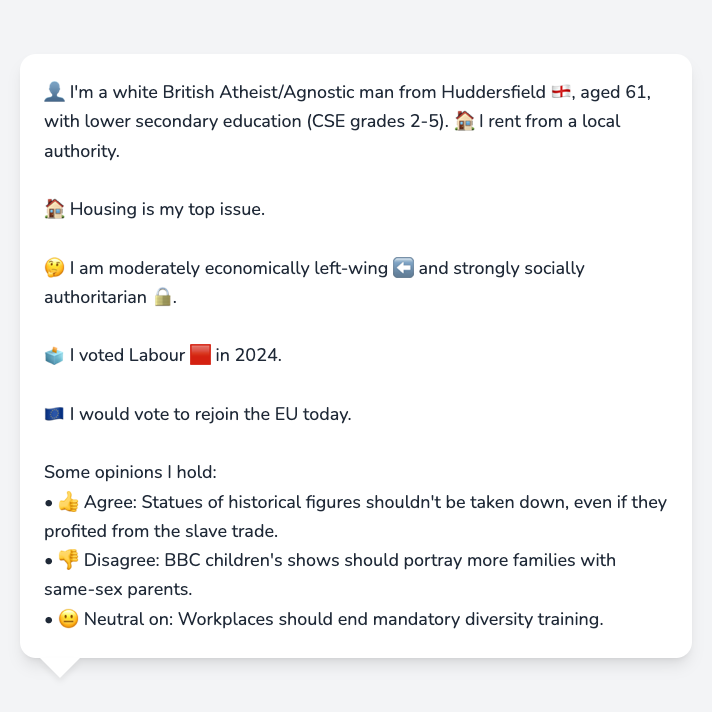 👤 I'm a white British Atheist/Agnostic man from Huddersfield 🏴󠁧󠁢󠁥󠁮󠁧󠁿, aged 61,
with lower secondary education (CSE grades 2-5). 🏠 I rent from a local
authority.
🏠 Housing is my top issue.
🤔 I am moderately economically left-wing ⬅️ and strongly socially
authoritarian 🔒.
🗳️ I voted Labour 🟥 in 2024.
🇪🇺 I would vote to rejoin the EU today.
Some opinions I hold:
• 👍 Agree: Statues of historical figures shouldn't be taken down, even if they
profited from the slave trade.
• 👎 Disagree: BBC children's shows should portray more families with
same-sex parents.
• 😐 Neutral on: Workplaces should end mandatory diversity training.